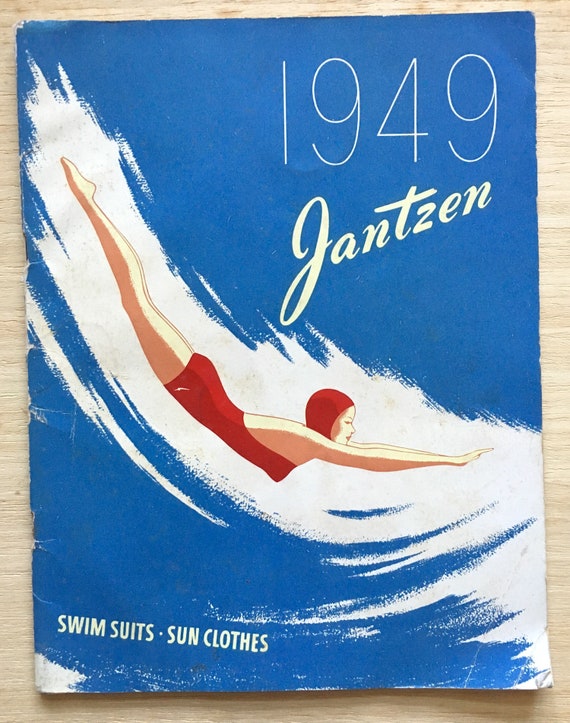 1949
Jantzen
SWIM SUITS · SUN CLOTHES